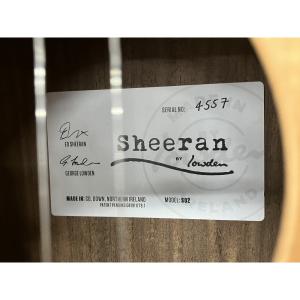 SERIAL NO: 4557
ED SHEERAN
Sheeran
BY Lowden
GEORGE LOWDEN
MADE IN: CO. DOWN, NORTHERN IRELAND
MODEL: S02